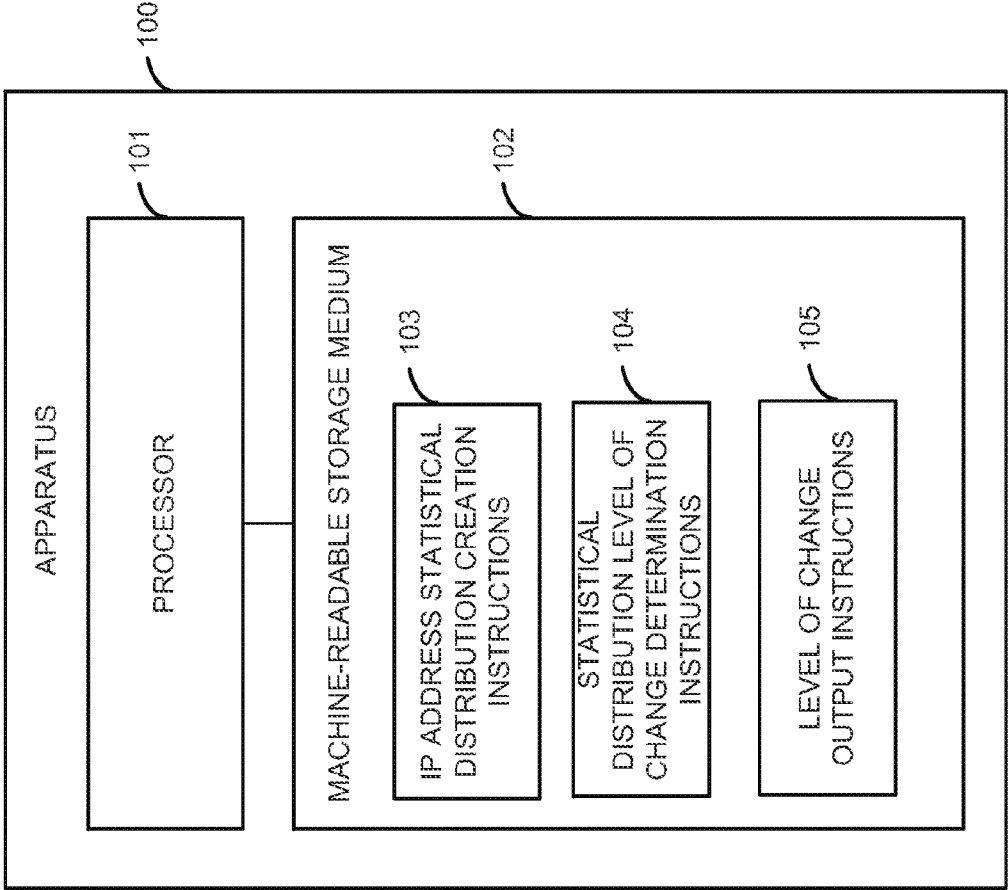 APPARATUS
100
PROCESSOR
101
MACHINE-READABLE STORAGE MEDIUM
102
IP ADDRESS STATISTICAL
DISTRIBUTION CREATION
INSTRUCTIONS
103
STATISTICAL
DISTRIBUTION LEVEL OF
CHANGE DETERMINATION
INSTRUCTIONS
104
LEVEL OF CHANGE
OUTPUT INSTRUCTIONS
105